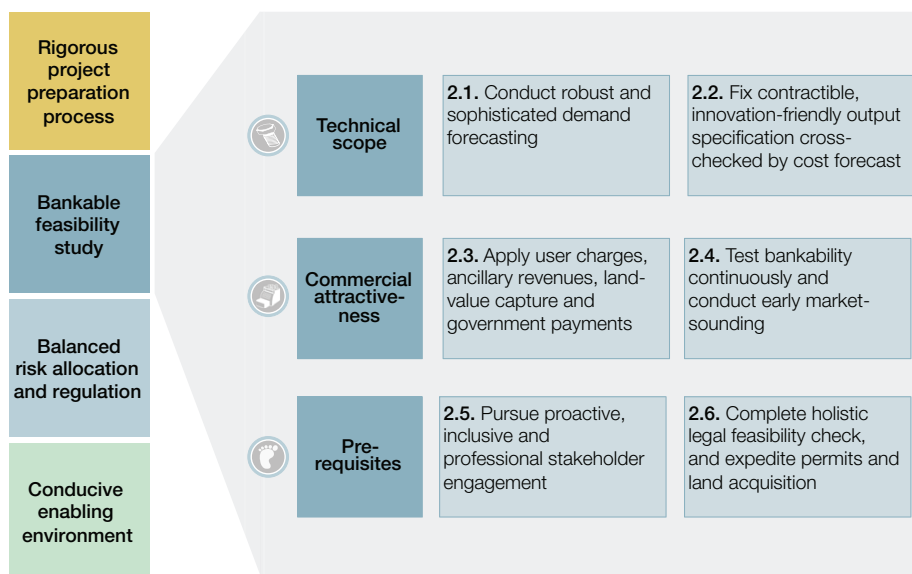 Rigorous
project
preparation
process
Bankable
feasibility
study
Balanced
risk allocation
and regulation
Conducive
enabling
environment
Technical
scope
2.1. Conduct robust and
sophisticated demand
forecasting
2.2. Fix contractible,
innovation-friendly output
specification cross-
checked by cost forecast
Commercial
attractive-
ness
2.3. Apply user charges,
ancillary revenues, land-
value capture and
government payments
2.4. Test bankability
continuously and
conduct early market-
sounding
Pre-
requisites
2.5. Pursue proactive,
inclusive and
professional stakeholder
engagement
2.6. Complete holistic
legal feasibility check,
and expedite permits and
land acquisition